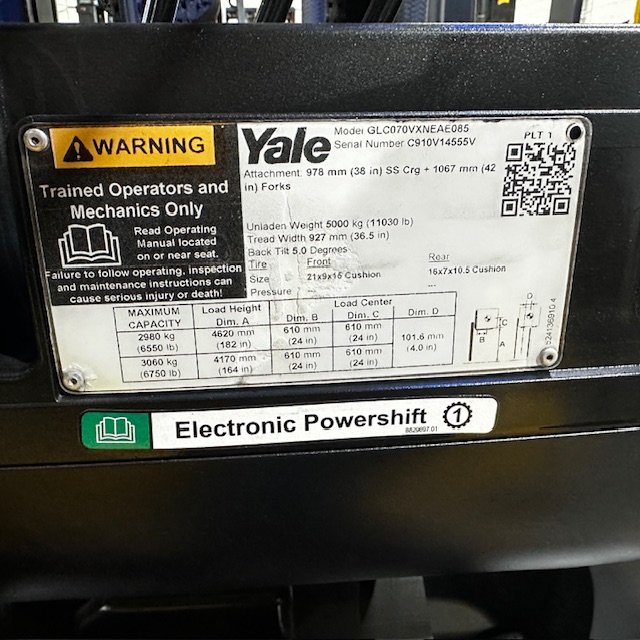 WARNING
Trained Operators and
Mechanics Only
Read Operating
Manual located
on or near seat.
Failure to follow operating, inspection
and maintenance instructions can
cause serious injury or death!
Yale
Model GLC070VXNEAE085
Serial Number C910V14555V
PLT 1
Attachment: 978 mm (38 in) SS Crg + 1067 mm (42
in) Forks
Unladen Weight 5000 kg (11030 lb)
Tread Width 927 mm (36.5 in)
Back Tilt 5.0 Degrees
Tire Front Rear
Size 21x9x15 Cushion 16x7x10.5 Cushion
Pressure --- ---
MAXIMUM CAPACITY Load Height Dim. A Dim. B Load Center Dim. C Dim. D
2980 kg (6550 lb) 4620 mm (182 in) 610 mm (24 in) 610 mm (24 in) 101.6 mm (4.0 in)
3060 kg (6750 lb) 4170 mm (164 in) 610 mm (24 in) 610 mm (24 in)
D
C
B
A
Electronic Powershift 1